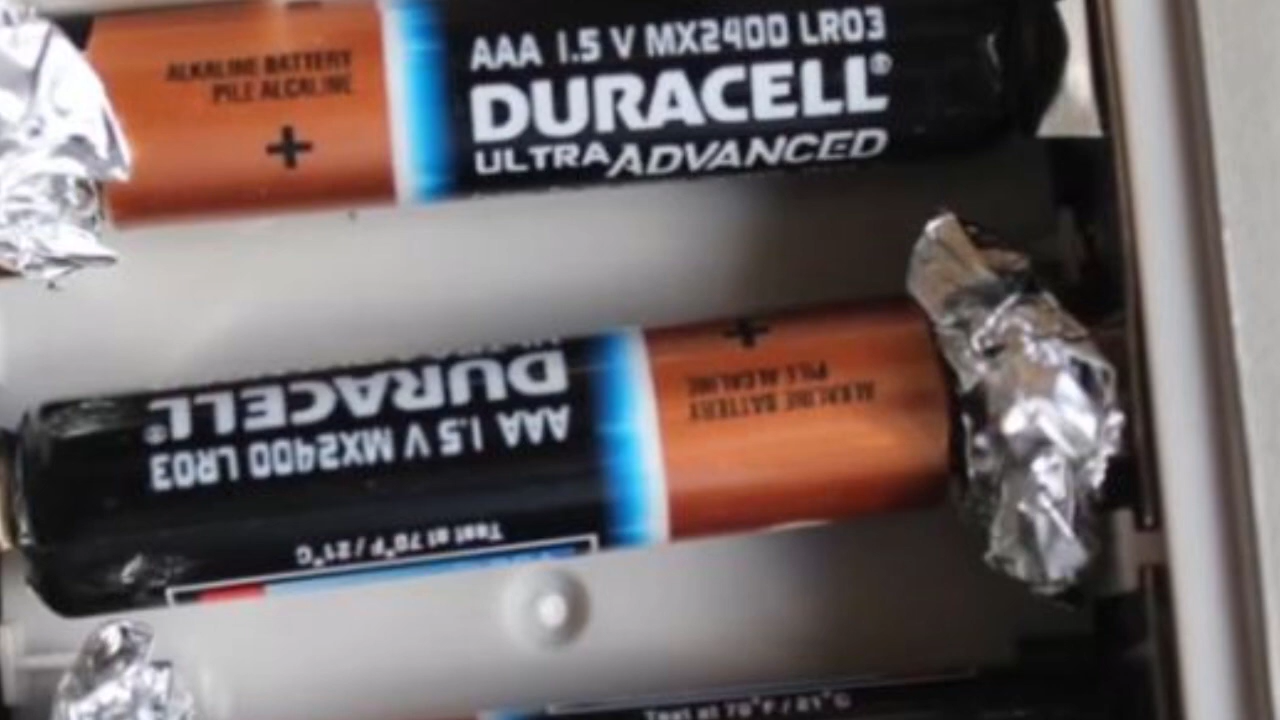 ALKALINE BATTERY
PILE ALCALINE
+
AAA 1.5 V MX2400 LR03
DURACELL®
ULTRA ADVANCED
+
ALKALINE BATTERY
PILE ALCALINE
DURACELL®
AAA 1.5 V MX2400 LR03
Test at 70°F / 21°C
Test at 70°F / 21°C